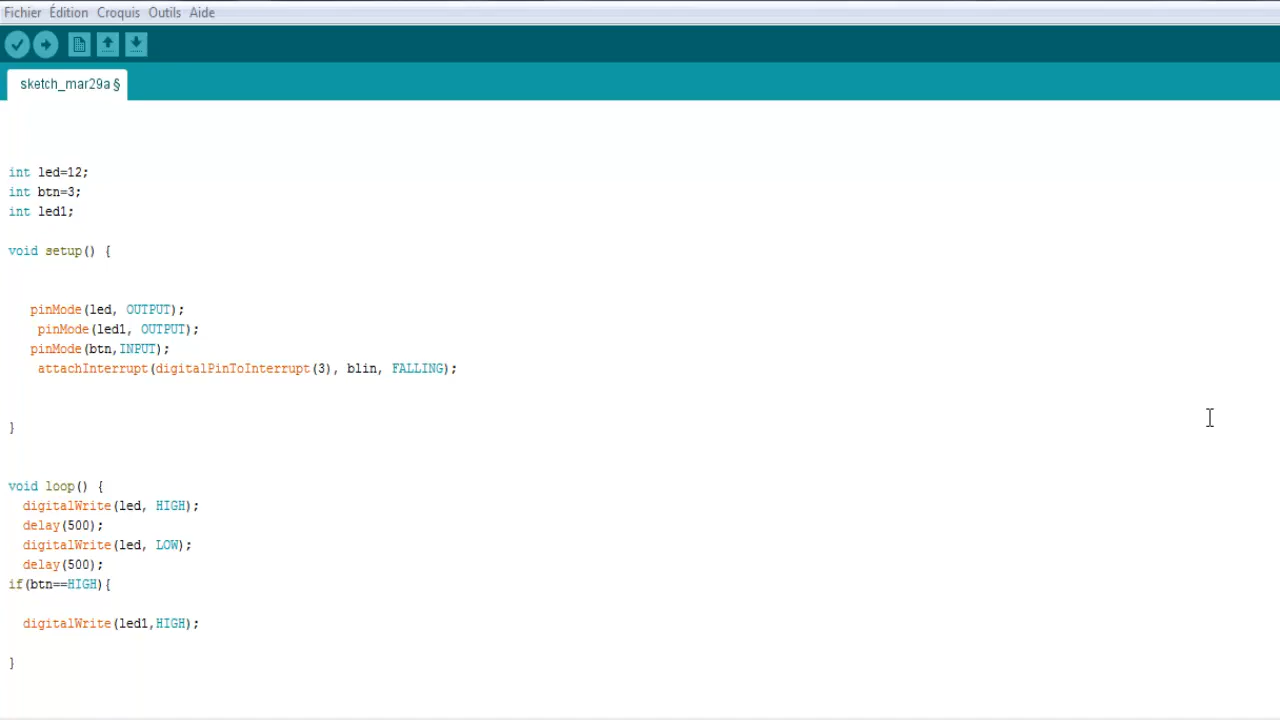 Fichier Édition Croquis Outils Aide
sketch_mar29a §
int led=12;
int btn=3;
int led1;
void setup() {
pinMode(led, OUTPUT);
pinMode(led1, OUTPUT);
pinMode(btn,INPUT);
attachInterrupt(digitalPinToInterrupt(3), blin, FALLING);
}
void loop() {
digitalWrite(led, HIGH);
delay(500);
digitalWrite(led, LOW);
delay(500);
if(btn==HIGH){
digitalWrite(led1,HIGH);
}